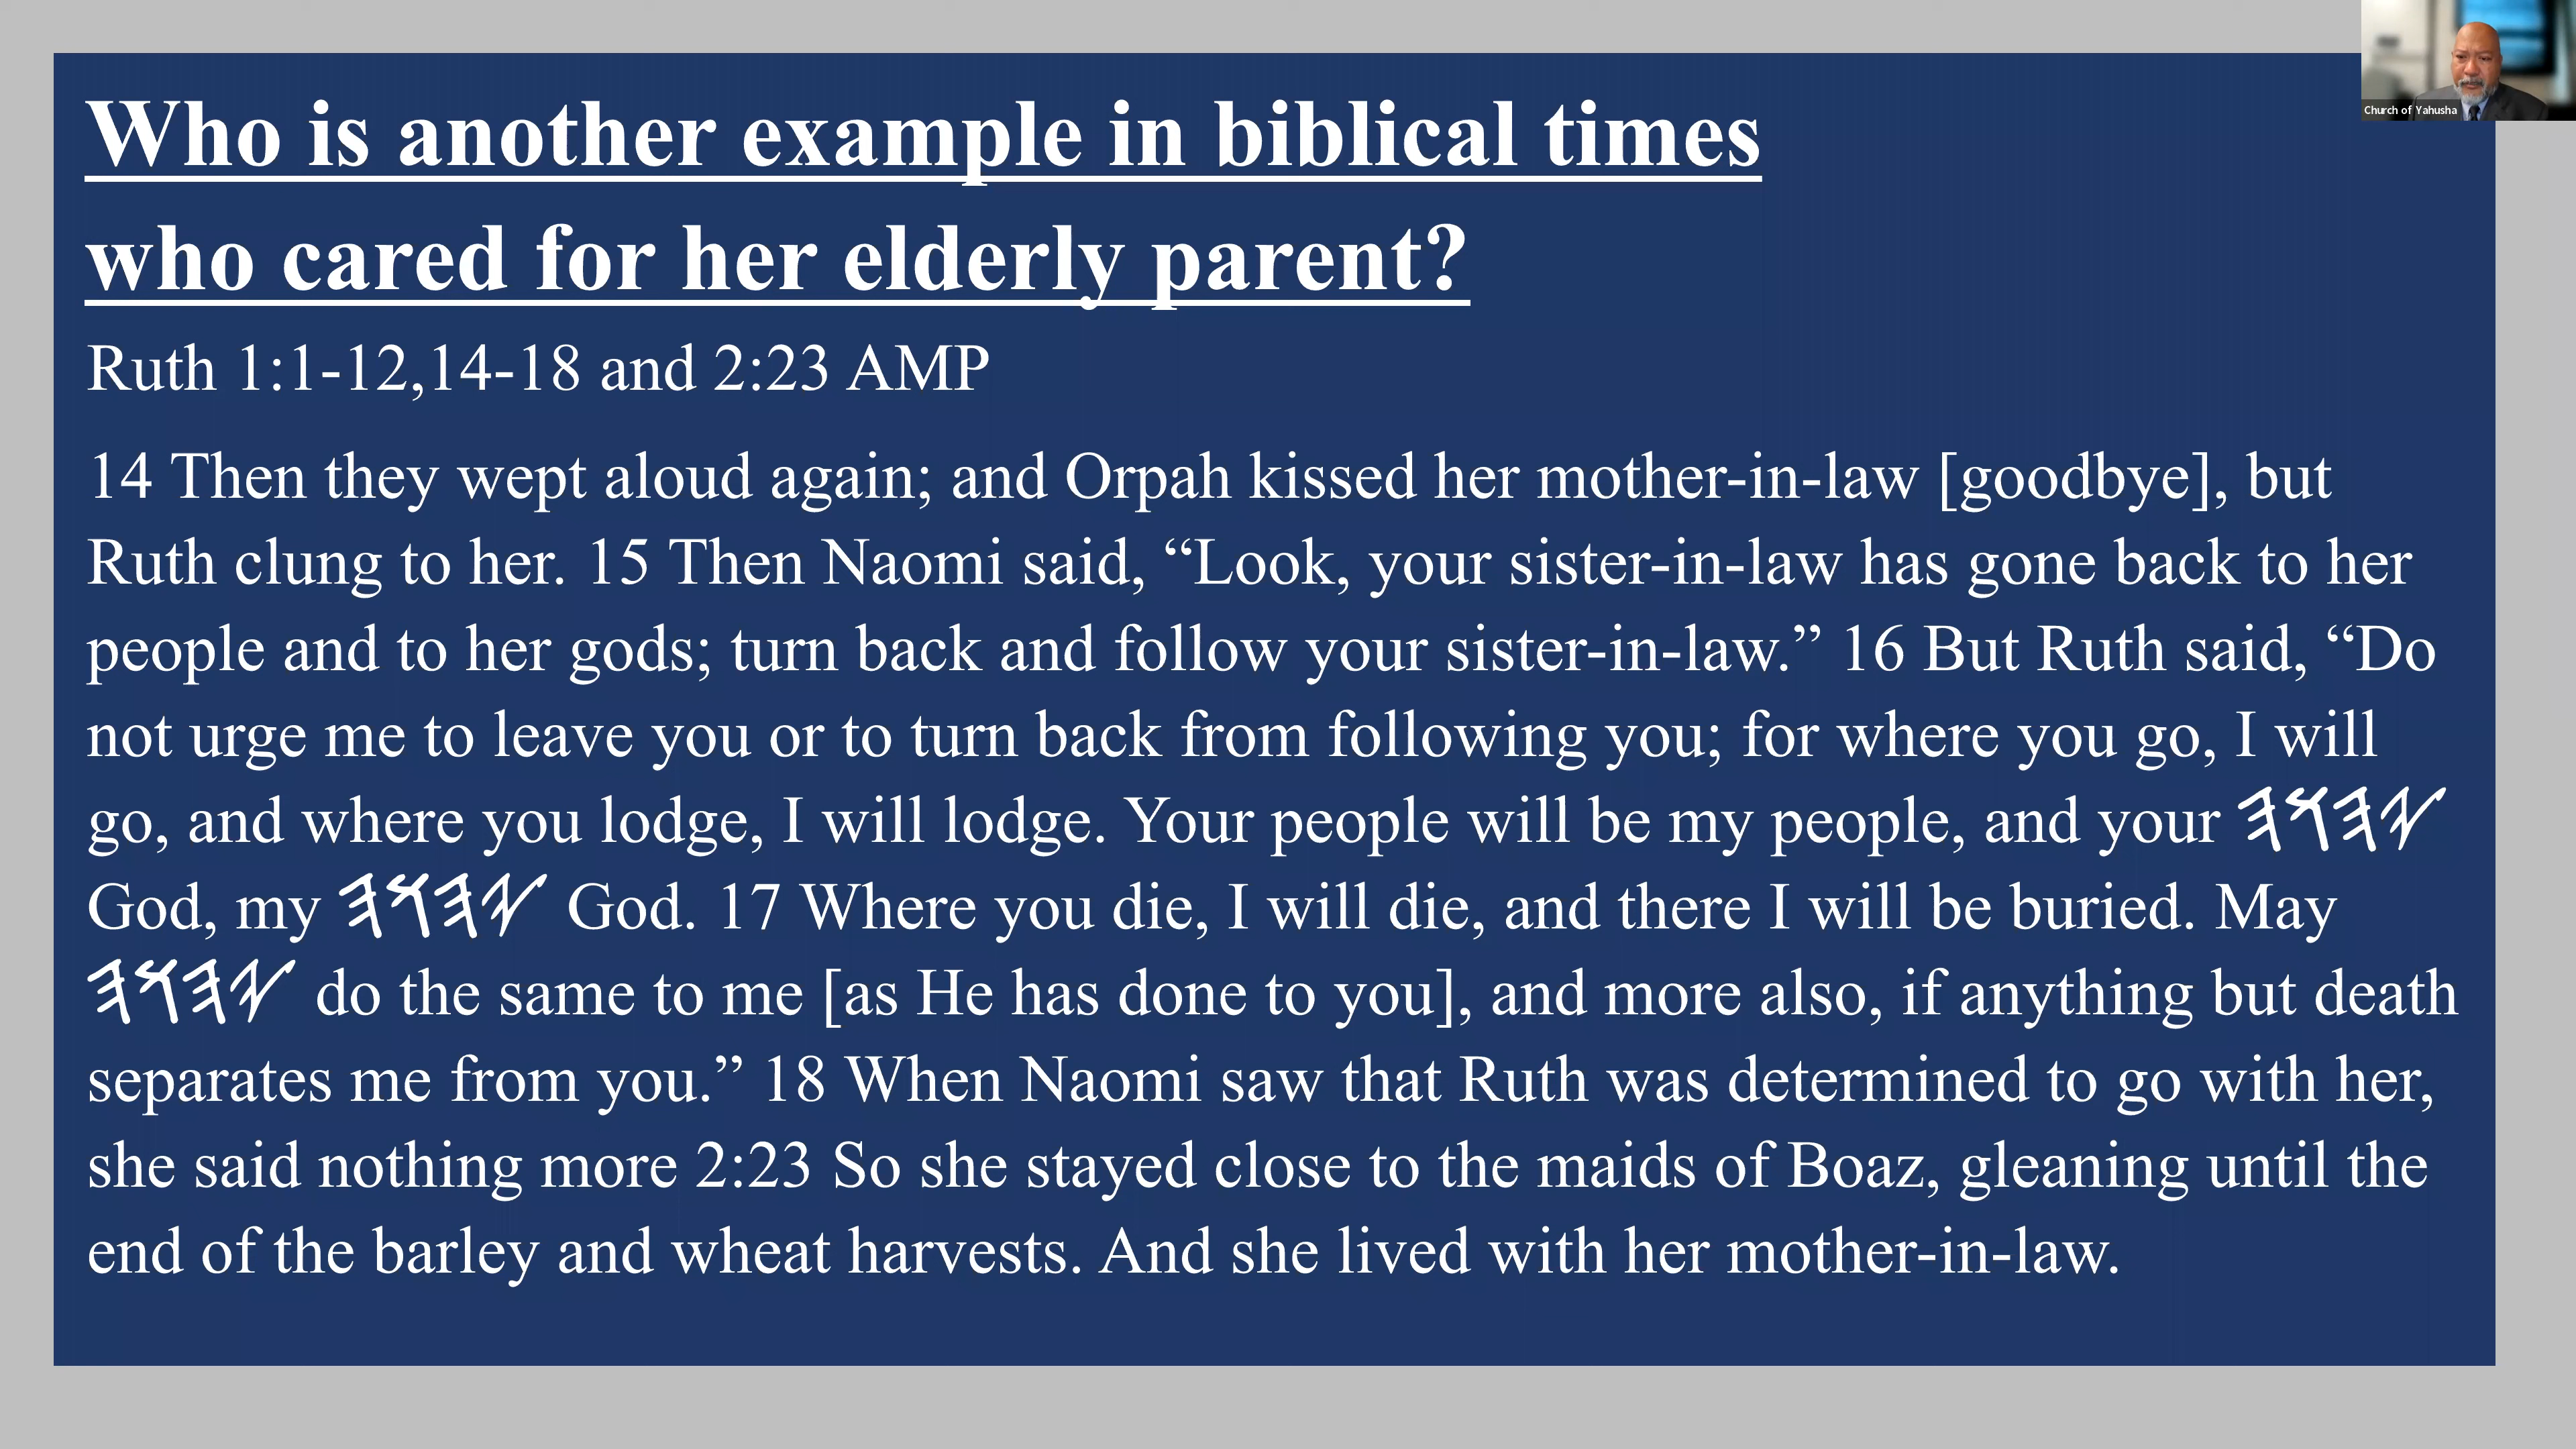 Church of Yahusha
Who is another example in biblical times
who cared for her elderly parent?
Ruth 1:1-12,14-18 and 2:23 AMP
14 Then they wept aloud again; and Orpah kissed her mother-in-law [goodbye], but
Ruth clung to her. 15 Then Naomi said, “Look, your sister-in-law has gone back to her
people and to her gods; turn back and follow your sister-in-law.” 16 But Ruth said, “Do
not urge me to leave you or to turn back from following you; for where you go, I will
go, and where you lodge, I will lodge. Your people will be my people, and your 𐤉𐤄𐤅𐤄
God, my 𐤉𐤄𐤅𐤄 God. 17 Where you die, I will die, and there I will be buried. May
𐤉𐤄𐤅𐤄 do the same to me [as He has done to you], and more also, if anything but death
separates me from you.” 18 When Naomi saw that Ruth was determined to go with her,
she said nothing more 2:23 So she stayed close to the maids of Boaz, gleaning until the
end of the barley and wheat harvests. And she lived with her mother-in-law.